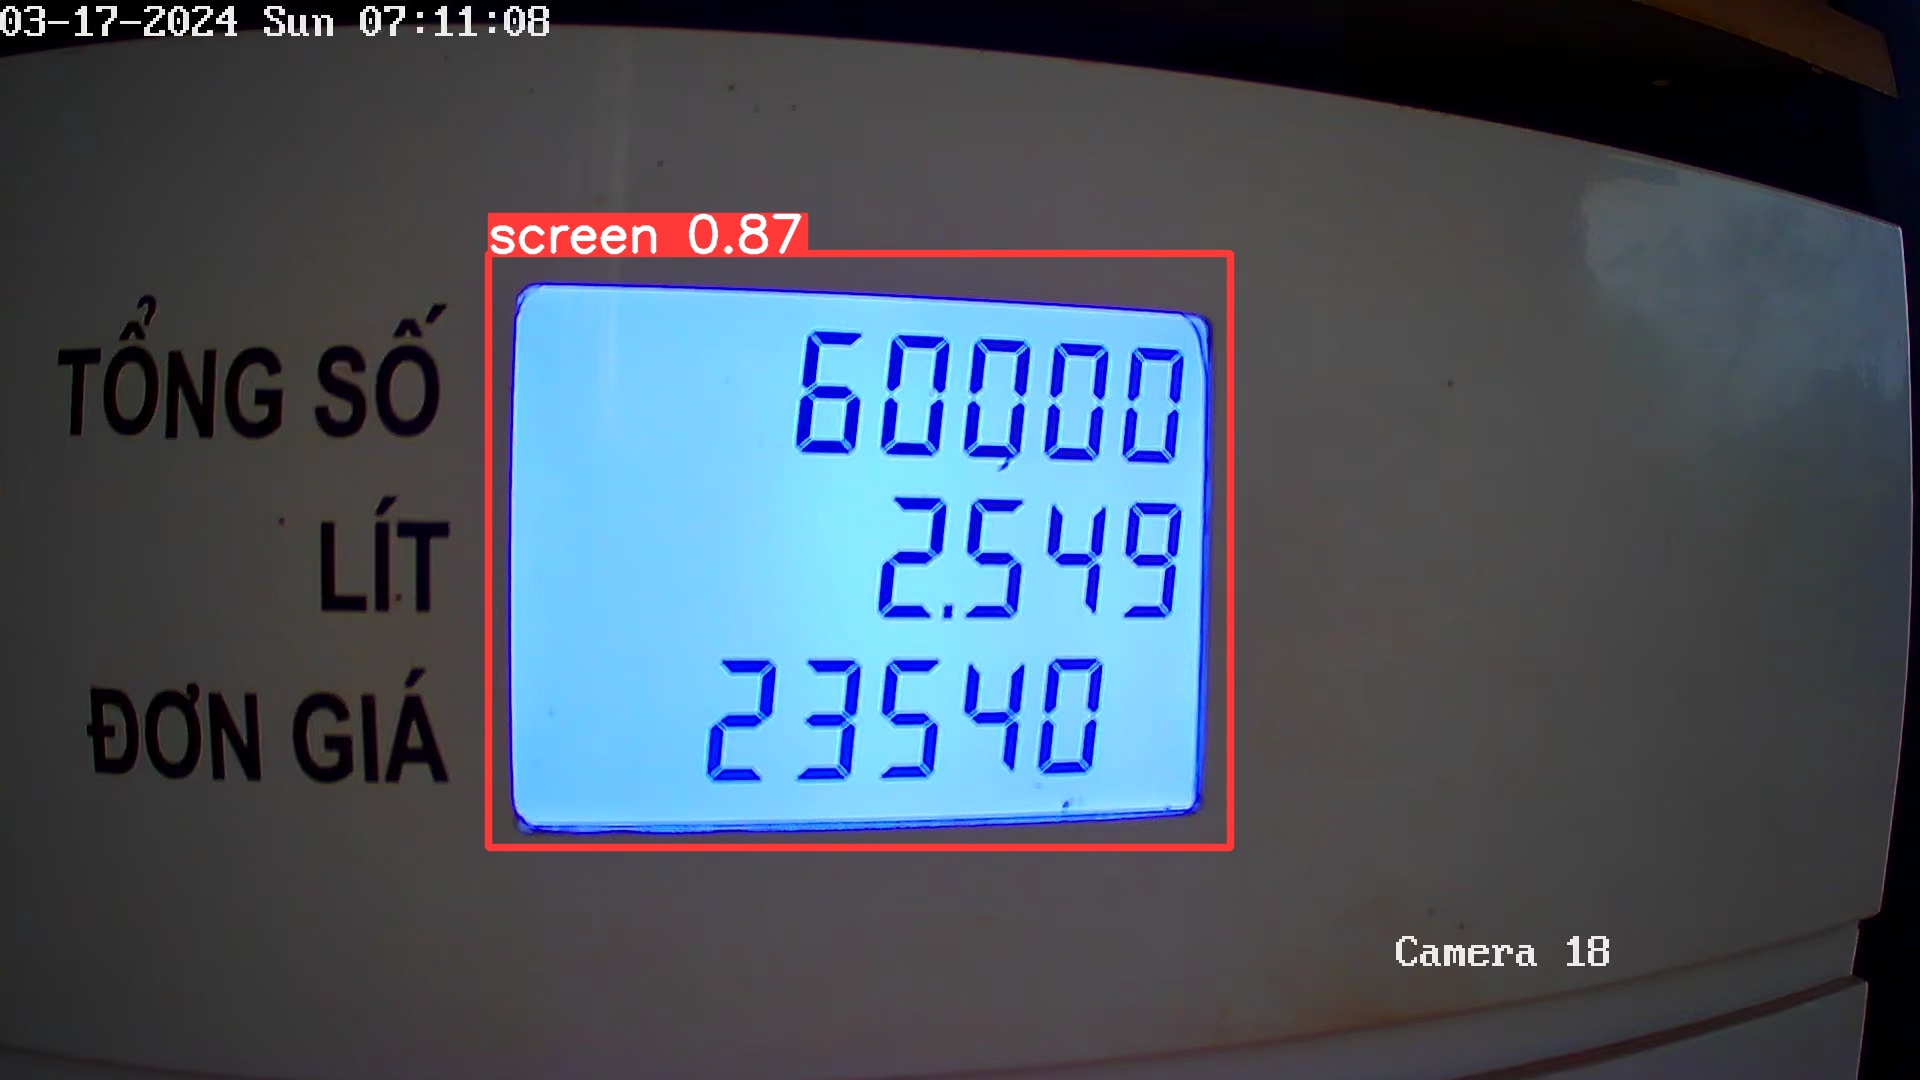 03-17-2024 Sun 07:11:08
screen 0.87
TỔNG SỐ 60000
LÍT 2.549
ĐƠN GIÁ 23540
Camera 18